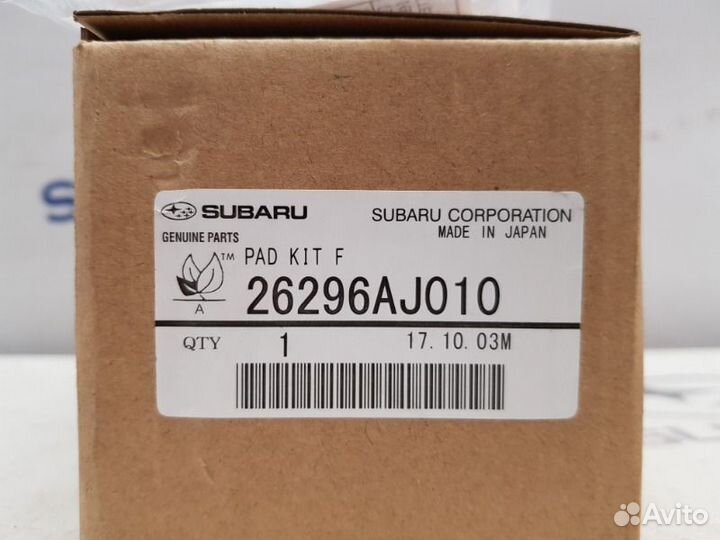 SUBARU
SUBARU CORPORATION
GENUINE PARTS
MADE IN JAPAN
TM
PAD KIT F
26296AJ010
A
QTY 1 17.10.03M
Avito